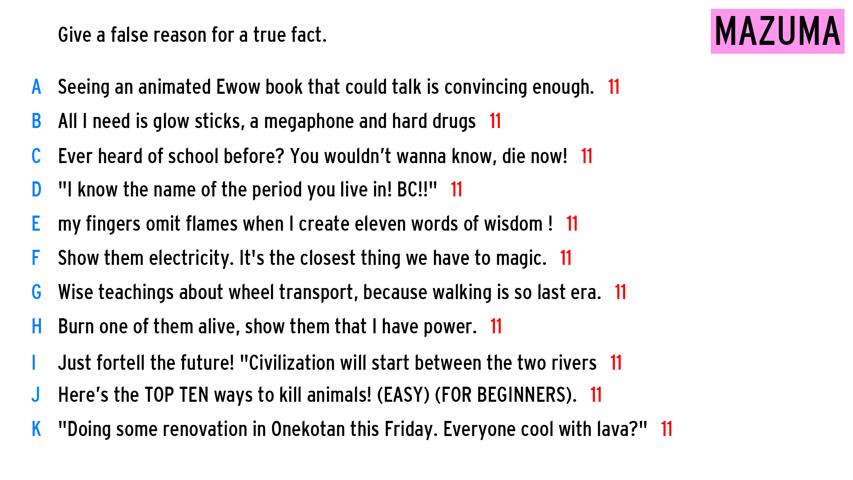 Give a false reason for a true fact.
MAZUMA
A Seeing an animated Ewow book that could talk is convincing enough. 11
B All I need is glow sticks, a megaphone and hard drugs 11
C Ever heard of school before? You wouldn't wanna know, die now! 11
D "I know the name of the period you live in! BC!!" 11
E my fingers omit flames when I create eleven words of wisdom ! 11
F Show them electricity. It's the closest thing we have to magic. 11
G Wise teachings about wheel transport, because walking is so last era. 11
H Burn one of them alive, show them that I have power. 11
I Just fortell the future! "Civilization will start between the two rivers 11
J Here's the TOP TEN ways to kill animals! (EASY) (FOR BEGINNERS). 11
K "Doing some renovation in Onekotan this Friday. Everyone cool with lava?" 11